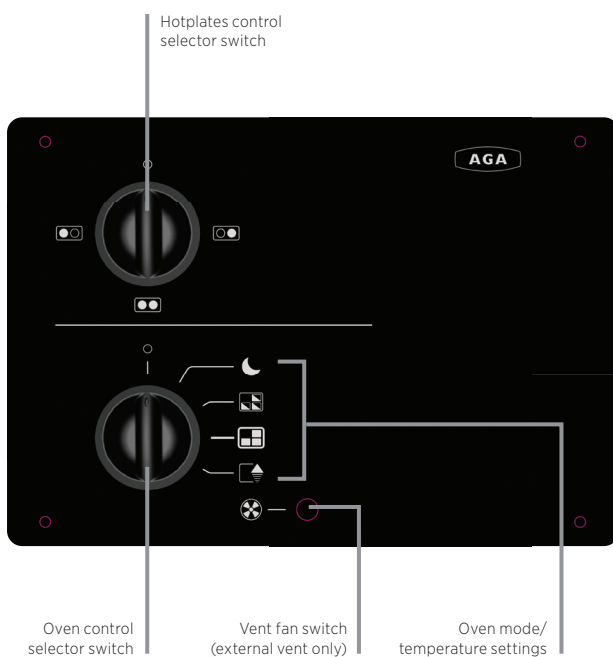 Hotplates control
selector switch
AGA
Oven control
selector switch
Vent fan switch
(external vent only)
Oven mode/
temperature settings